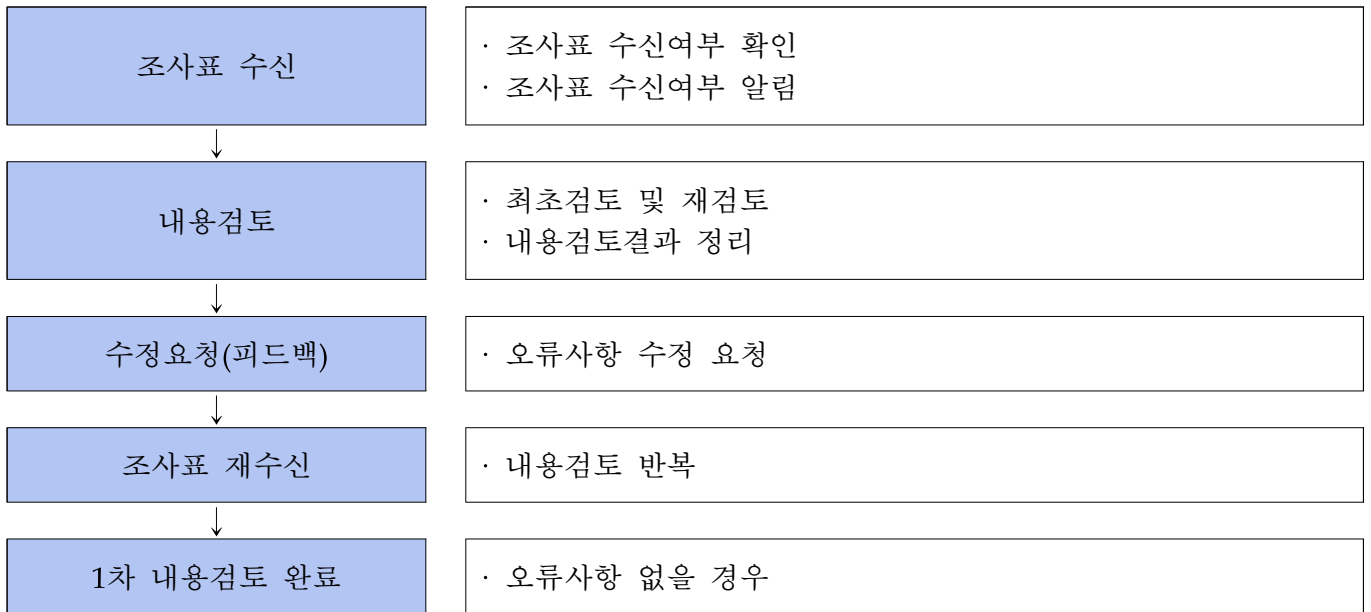 조사표 수신
· 조사표 수신여부 확인
· 조사표 수신여부 알림
내용검토
· 최초검토 및 재검토
· 내용검토결과 정리
수정요청(피드백)
· 오류사항 수정 요청
조사표 재수신
· 내용검토 반복
1차 내용검토 완료
· 오류사항 없을 경우